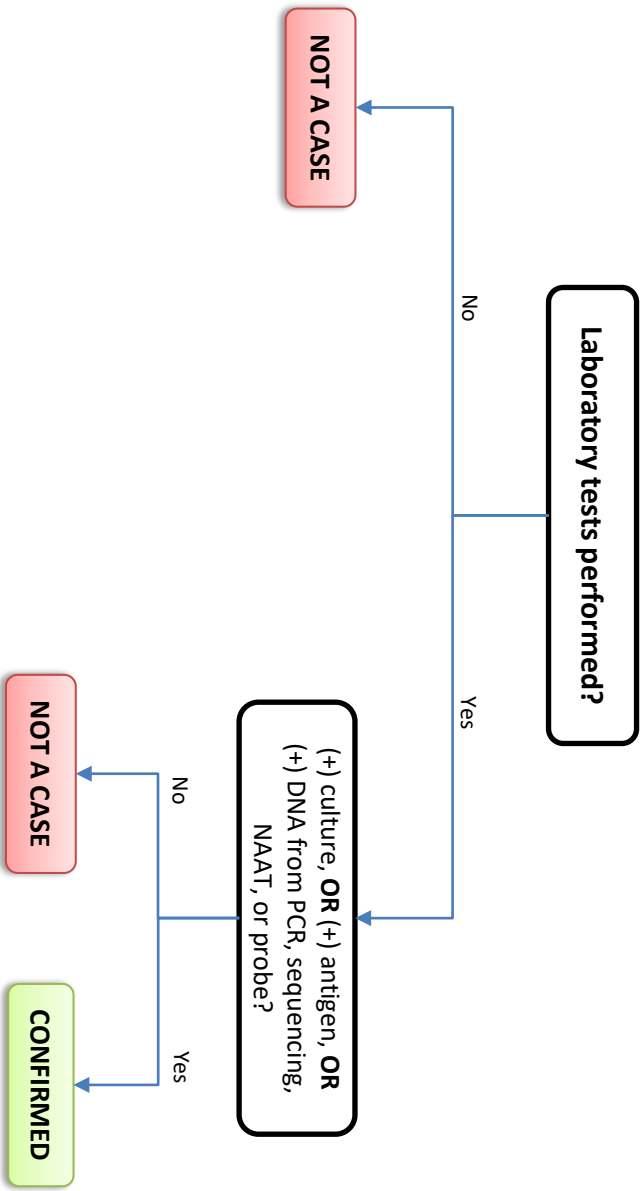 Laboratory tests performed?
No
Yes
NOT A CASE
(+) culture, OR (+) antigen, OR
(+) DNA from PCR, sequencing,
NAAT, or probe?
No
Yes
NOT A CASE
CONFIRMED